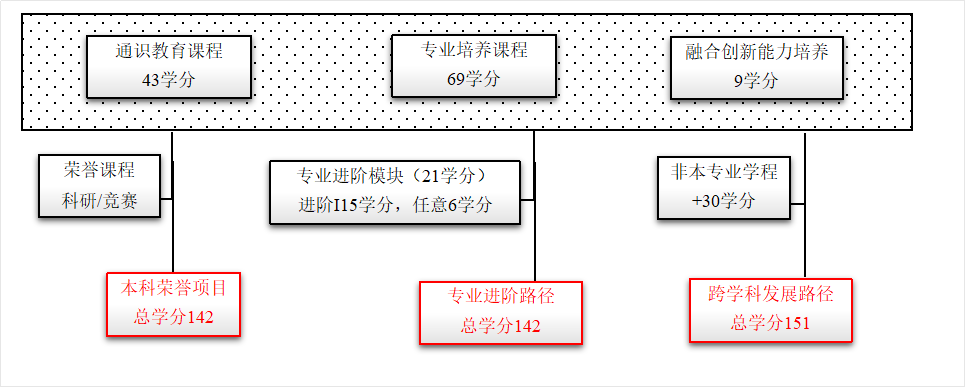 通识教育课程
43学分
专业培养课程
69学分
融合创新能力培养
9学分
荣誉课程
科研/竞赛
专业进阶模块（21学分）
进阶I15学分，任意6学分
非本专业学程
+30学分
本科荣誉项目
总学分142
专业进阶路径
总学分142
跨学科发展路径
总学分151